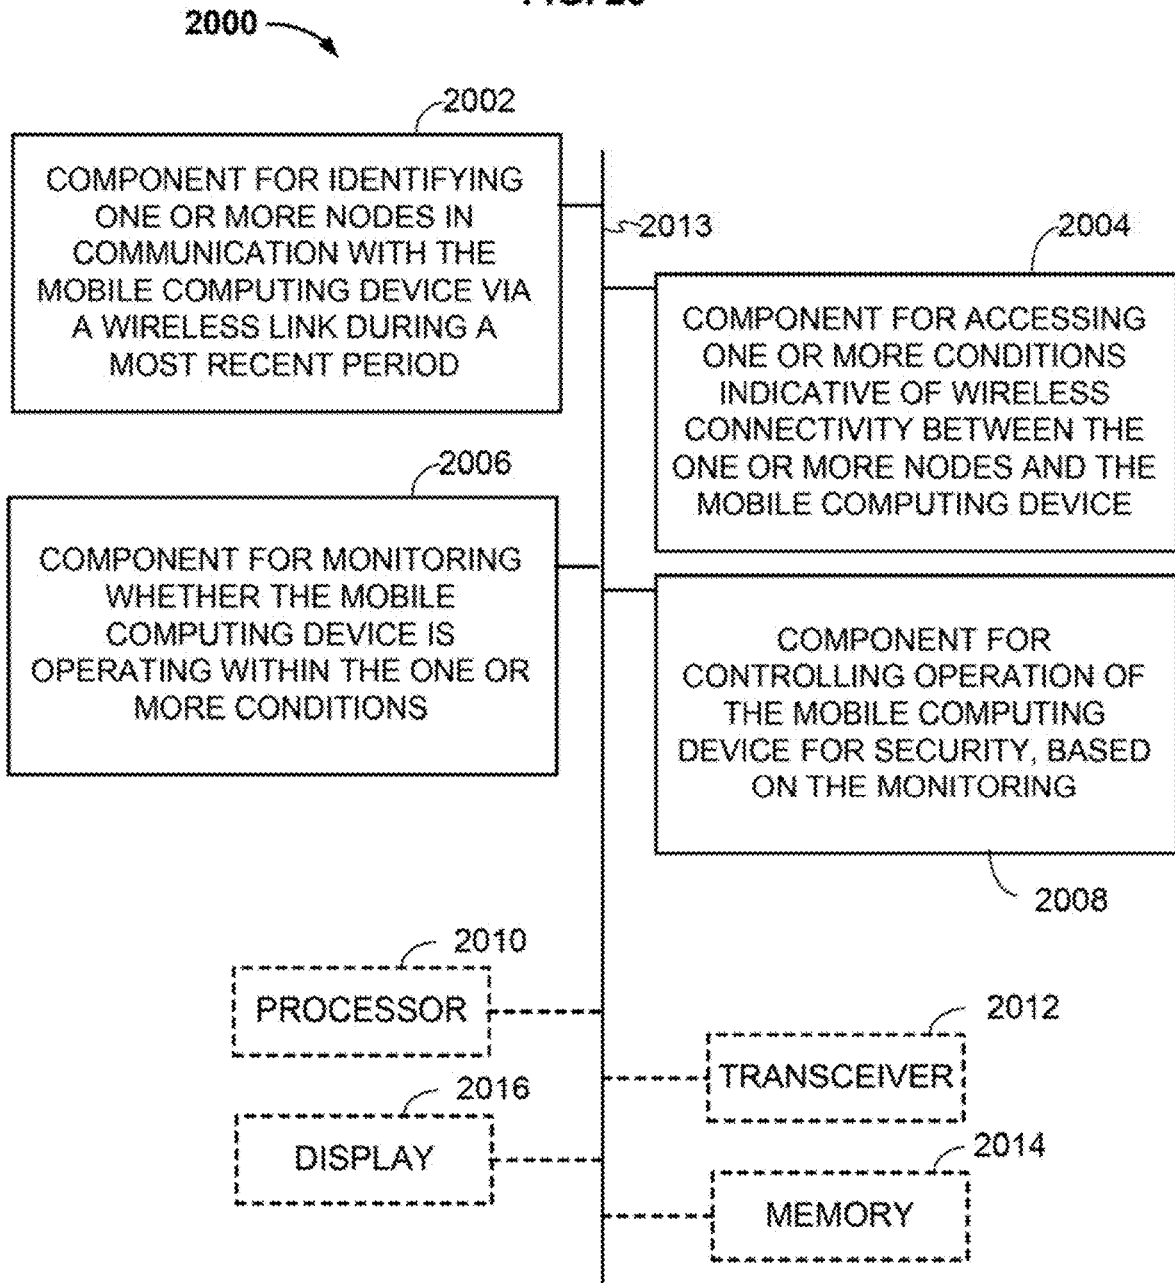 2000
2002
COMPONENT FOR IDENTIFYING
ONE OR MORE NODES IN
COMMUNICATION WITH THE
MOBILE COMPUTING DEVICE VIA
A WIRELESS LINK DURING A
MOST RECENT PERIOD
2013
2004
COMPONENT FOR ACCESSING
ONE OR MORE CONDITIONS
INDICATIVE OF WIRELESS
CONNECTIVITY BETWEEN THE
ONE OR MORE NODES AND THE
MOBILE COMPUTING DEVICE
2006
COMPONENT FOR MONITORING
WHETHER THE MOBILE
COMPUTING DEVICE IS
OPERATING WITHIN THE ONE OR
MORE CONDITIONS
COMPONENT FOR
CONTROLLING OPERATION OF
THE MOBILE COMPUTING
DEVICE FOR SECURITY, BASED
ON THE MONITORING
2008
2010
PROCESSOR
2012
TRANSCEIVER
2016
DISPLAY
2014
MEMORY